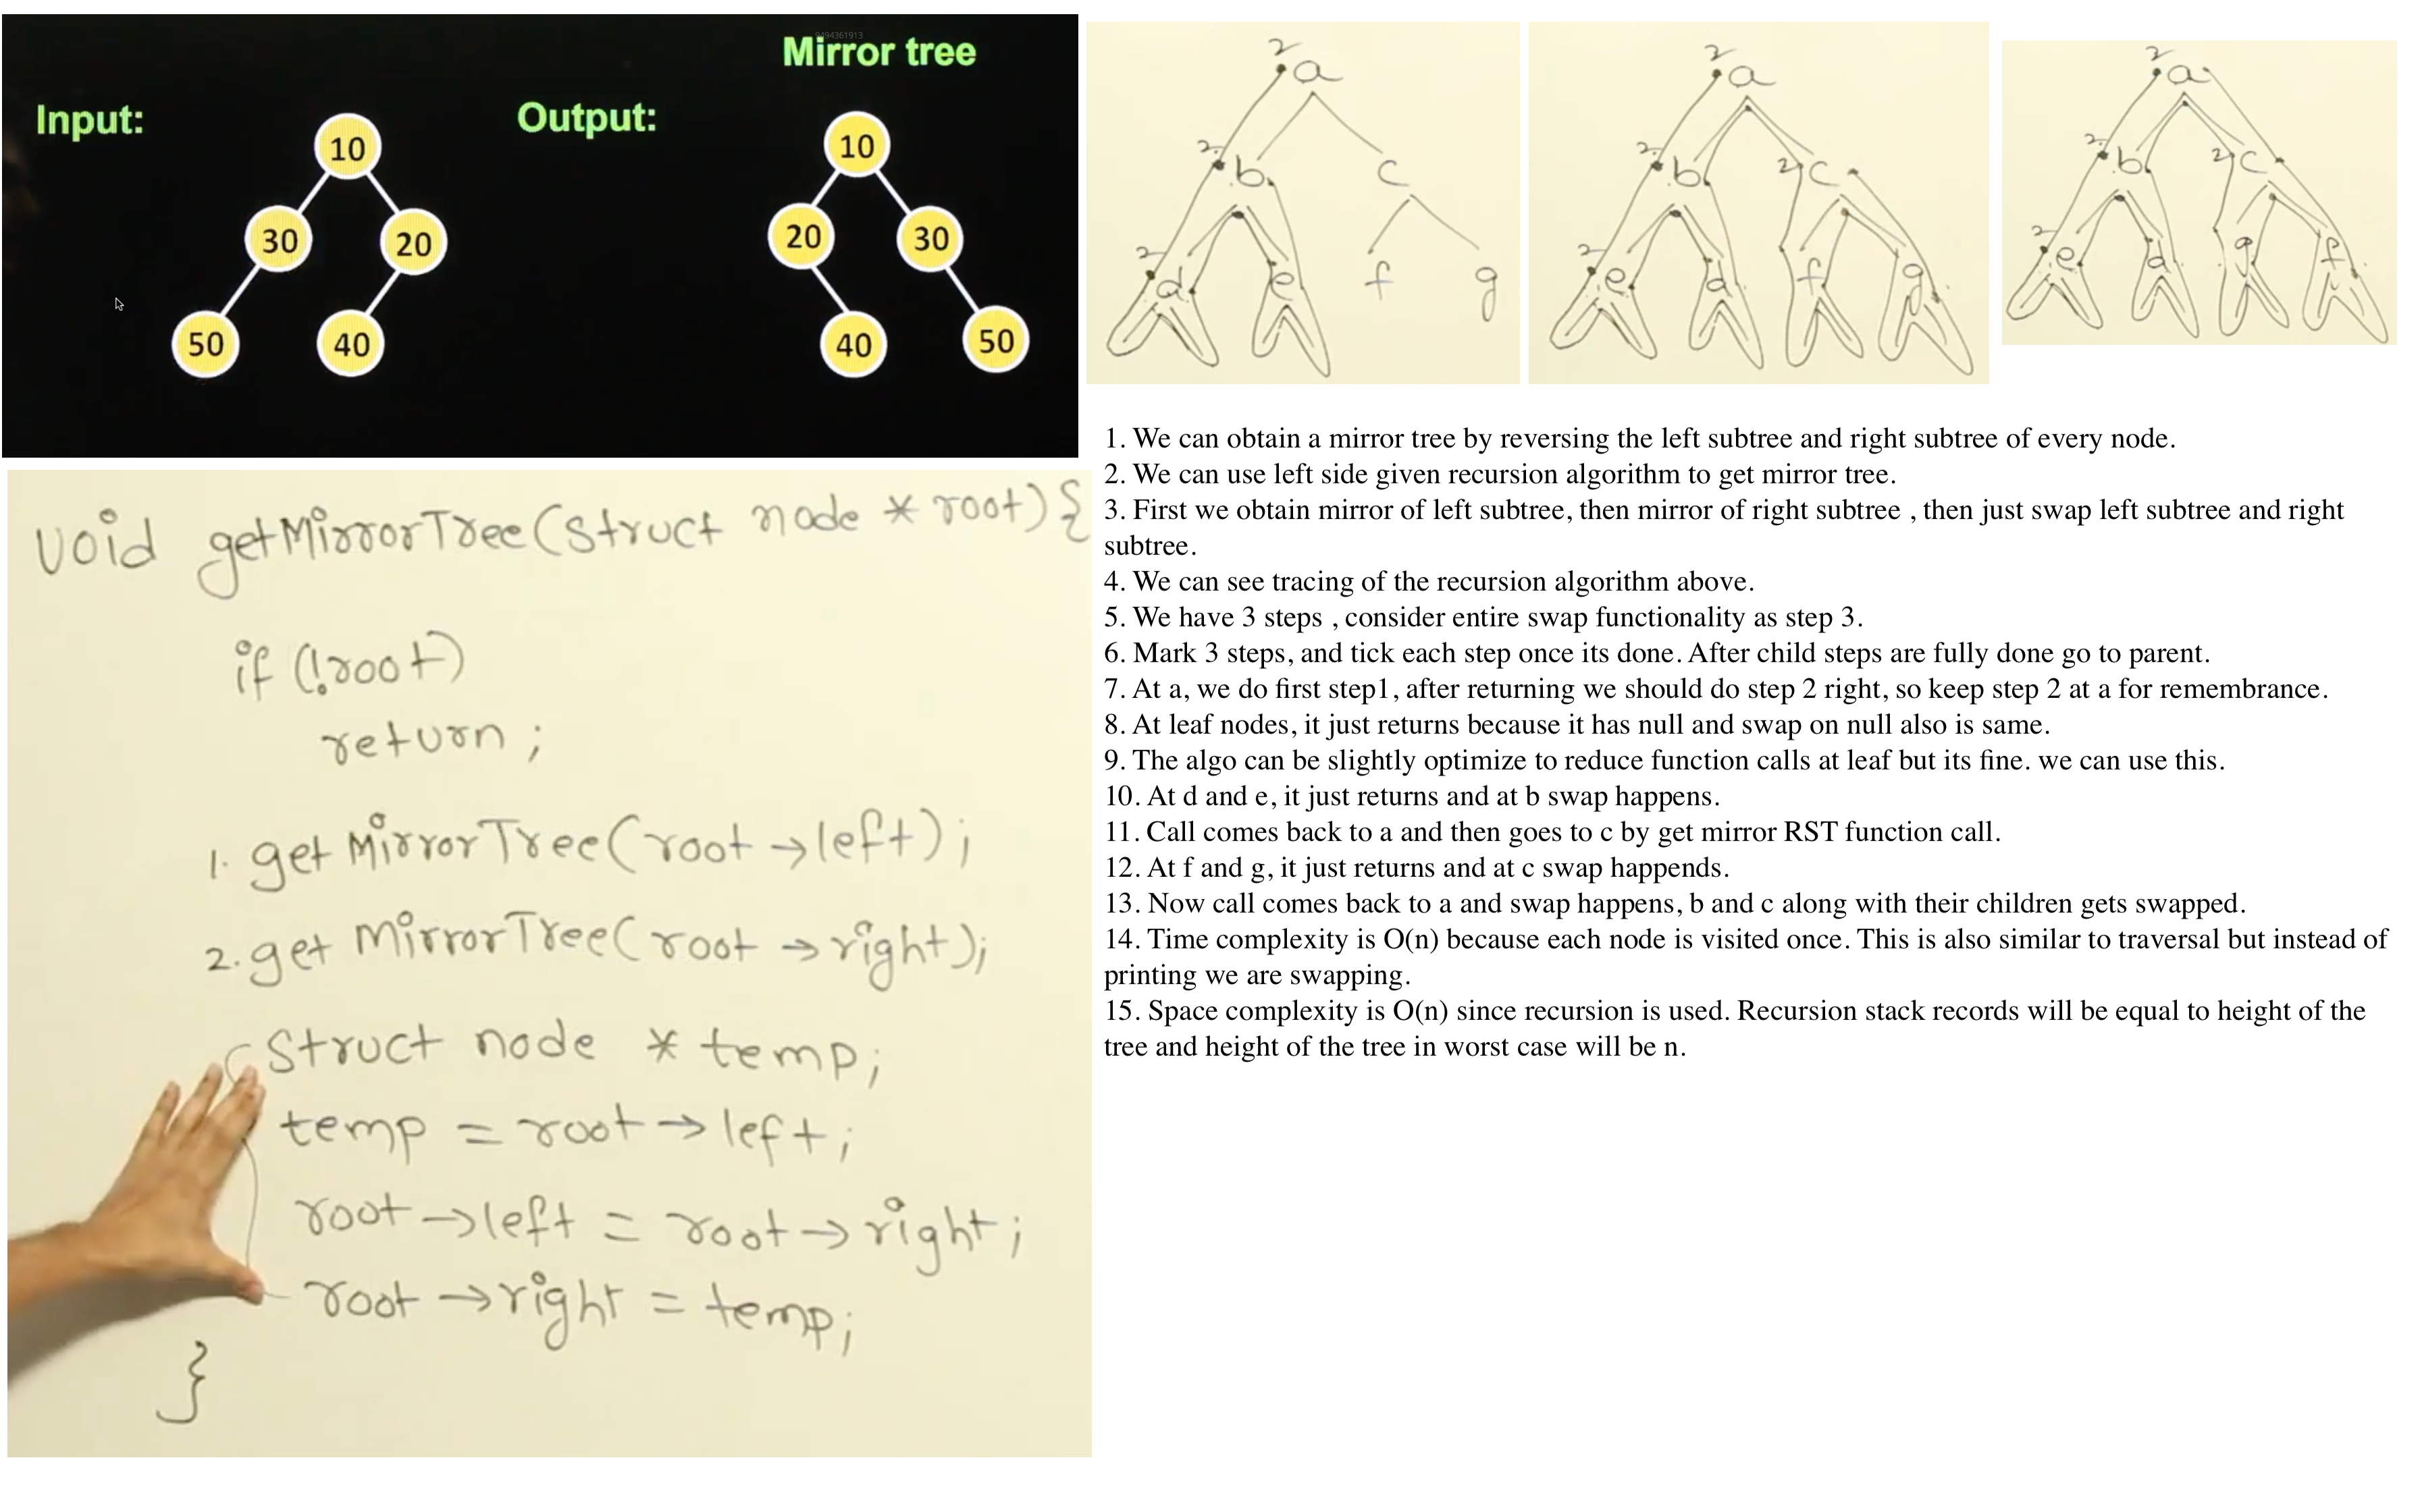 9494361913
Mirror tree
Input:
Output:
10
30
20
50
40
10
20
30
40
50
2
a
2
b
c
2
d
e
f
g
2
a
2
b
2
c
2
e
d
f
g
2
a
2
b
2
c
2
e
d
g
f
void getMirrorTree(struct node * root){
if (!root)
return ;
1. getMirrorTree(root →left);
2. getMirrorTree(root → right);
struct node * temp;
temp = root → left;
root →left = root → right;
root →right = temp;
}
1. We can obtain a mirror tree by reversing the left subtree and right subtree of every node.
2. We can use left side given recursion algorithm to get mirror tree.
3. First we obtain mirror of left subtree, then mirror of right subtree , then just swap left subtree and right
subtree.
4. We can see tracing of the recursion algorithm above.
5. We have 3 steps , consider entire swap functionality as step 3.
6. Mark 3 steps, and tick each step once its done. After child steps are fully done go to parent.
7. At a, we do first step1, after returning we should do step 2 right, so keep step 2 at a for remembrance.
8. At leaf nodes, it just returns because it has null and swap on null also is same.
9. The algo can be slightly optimize to reduce function calls at leaf but its fine. we can use this.
10. At d and e, it just returns and at b swap happens.
11. Call comes back to a and then goes to c by get mirror RST function call.
12. At f and g, it just returns and at c swap happends.
13. Now call comes back to a and swap happens, b and c along with their children gets swapped.
14. Time complexity is O(n) because each node is visited once. This is also similar to traversal but instead of
printing we are swapping.
15. Space complexity is O(n) since recursion is used. Recursion stack records will be equal to height of the
tree and height of the tree in worst case will be n.